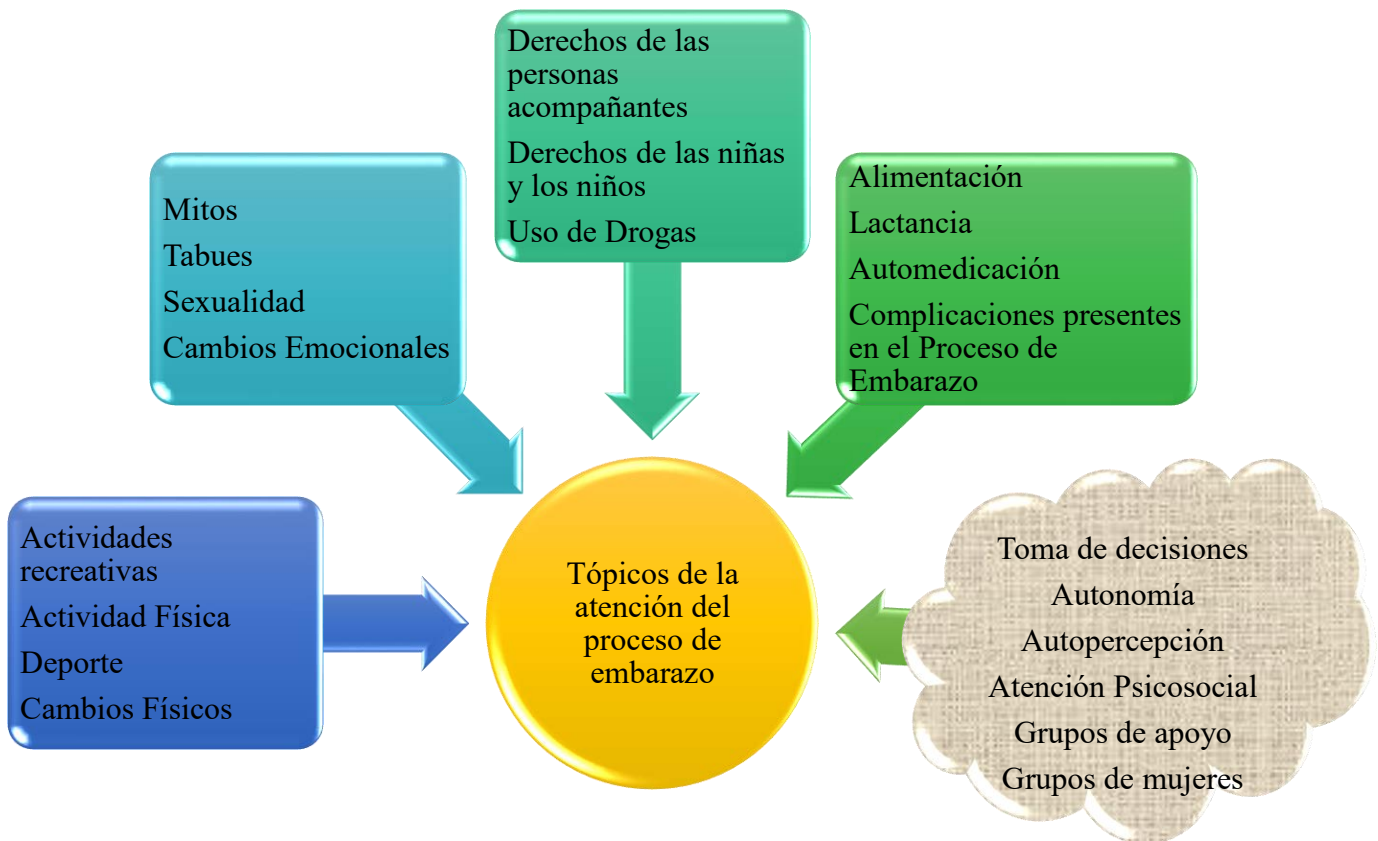 Derechos de las
personas
acompañantes
Derechos de las niñas
y los niños
Uso de Drogas
Mitos
Tabues
Sexualidad
Cambios Emocionales
Alimentación
Lactancia
Automedicación
Complicaciones presentes
en el Proceso de
Embarazo
Actividades
recreativas
Actividad Física
Deporte
Cambios Físicos
Tópicos de la
atención del
proceso de
embarazo
Toma de decisiones
Autonomía
Autopercepción
Atención Psicosocial
Grupos de apoyo
Grupos de mujeres